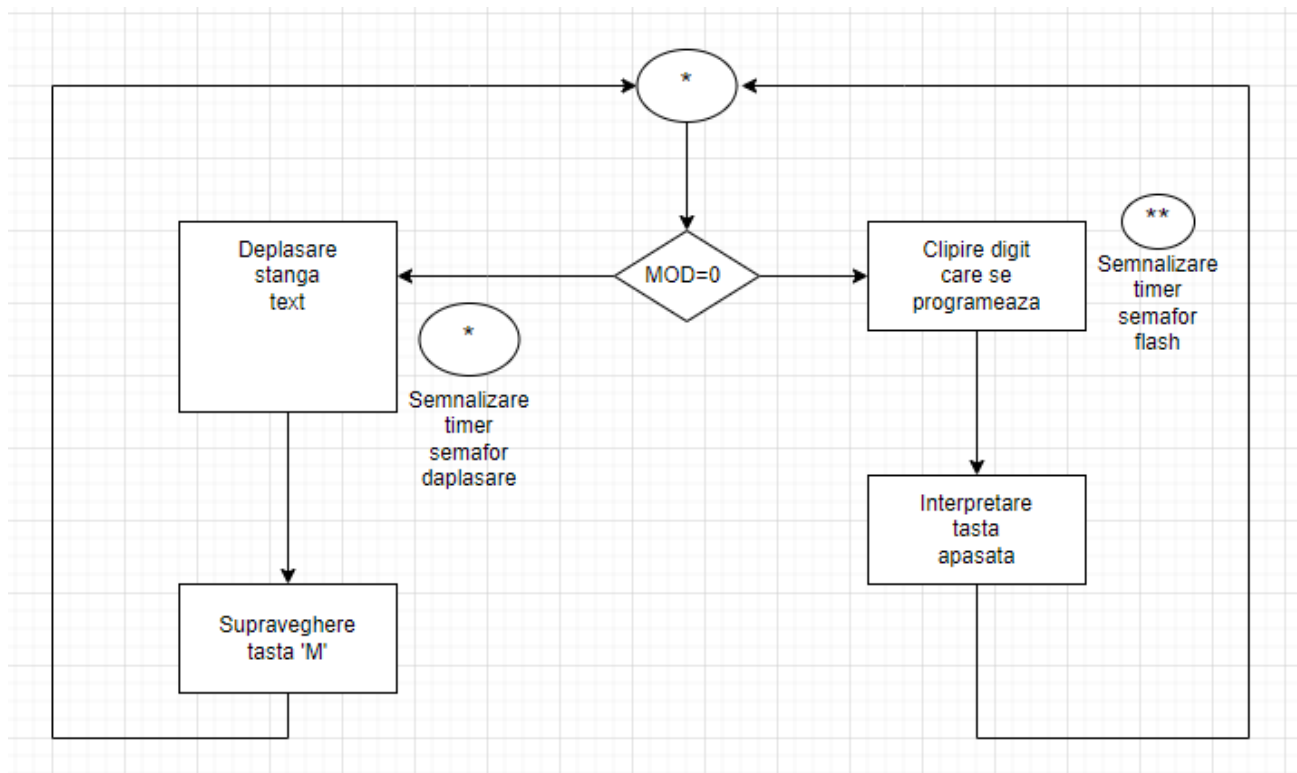 *
MOD=0
Deplasare
stanga
text
*
Semnalizare
timer
semafor
daplasare
Supraveghere
tasta 'M'
Clipire digit
care se
programeaza
**
Semnalizare
timer
semafor
flash
Interpretare
tasta
apasata